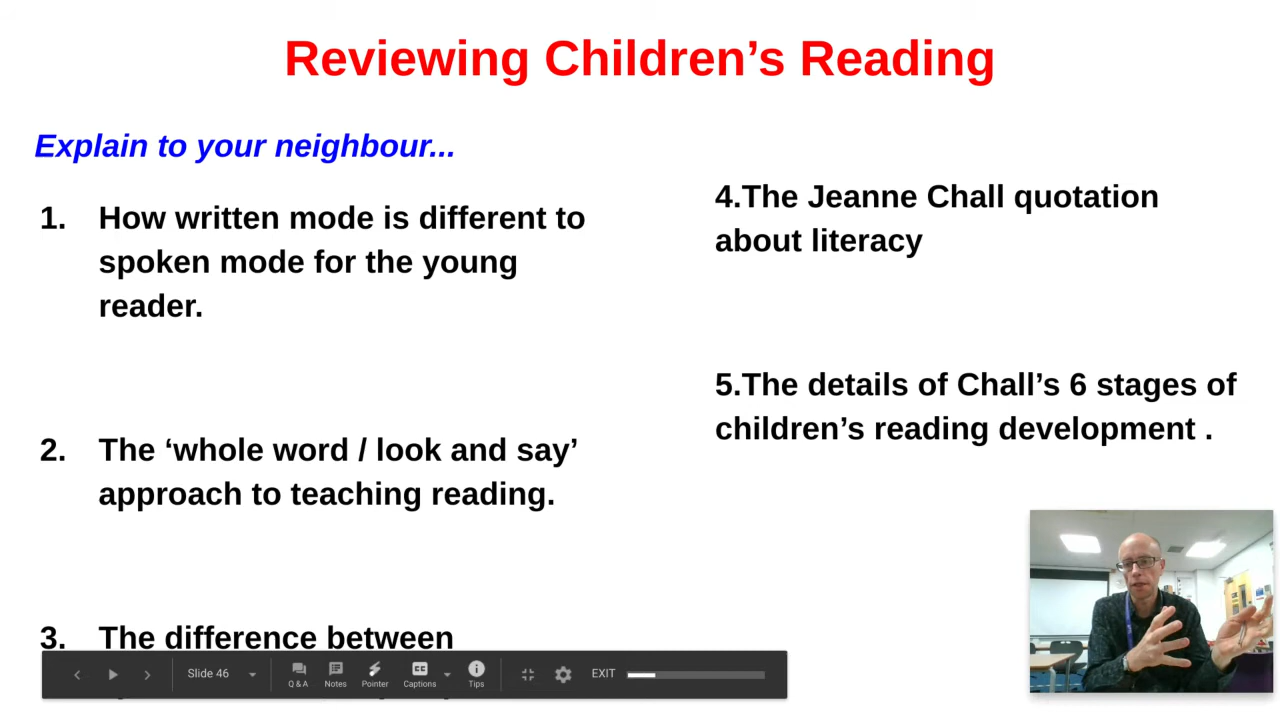 Reviewing Children’s Reading
Explain to your neighbour...
1. How written mode is different to
spoken mode for the young
reader.
2. The ‘whole word / look and say’
approach to teaching reading.
3. The difference between
4.The Jeanne Chall quotation
about literacy
5.The details of Chall’s 6 stages of
children’s reading development .
Slide 46
Q & A
Notes
Pointer
Captions
Tips
EXIT